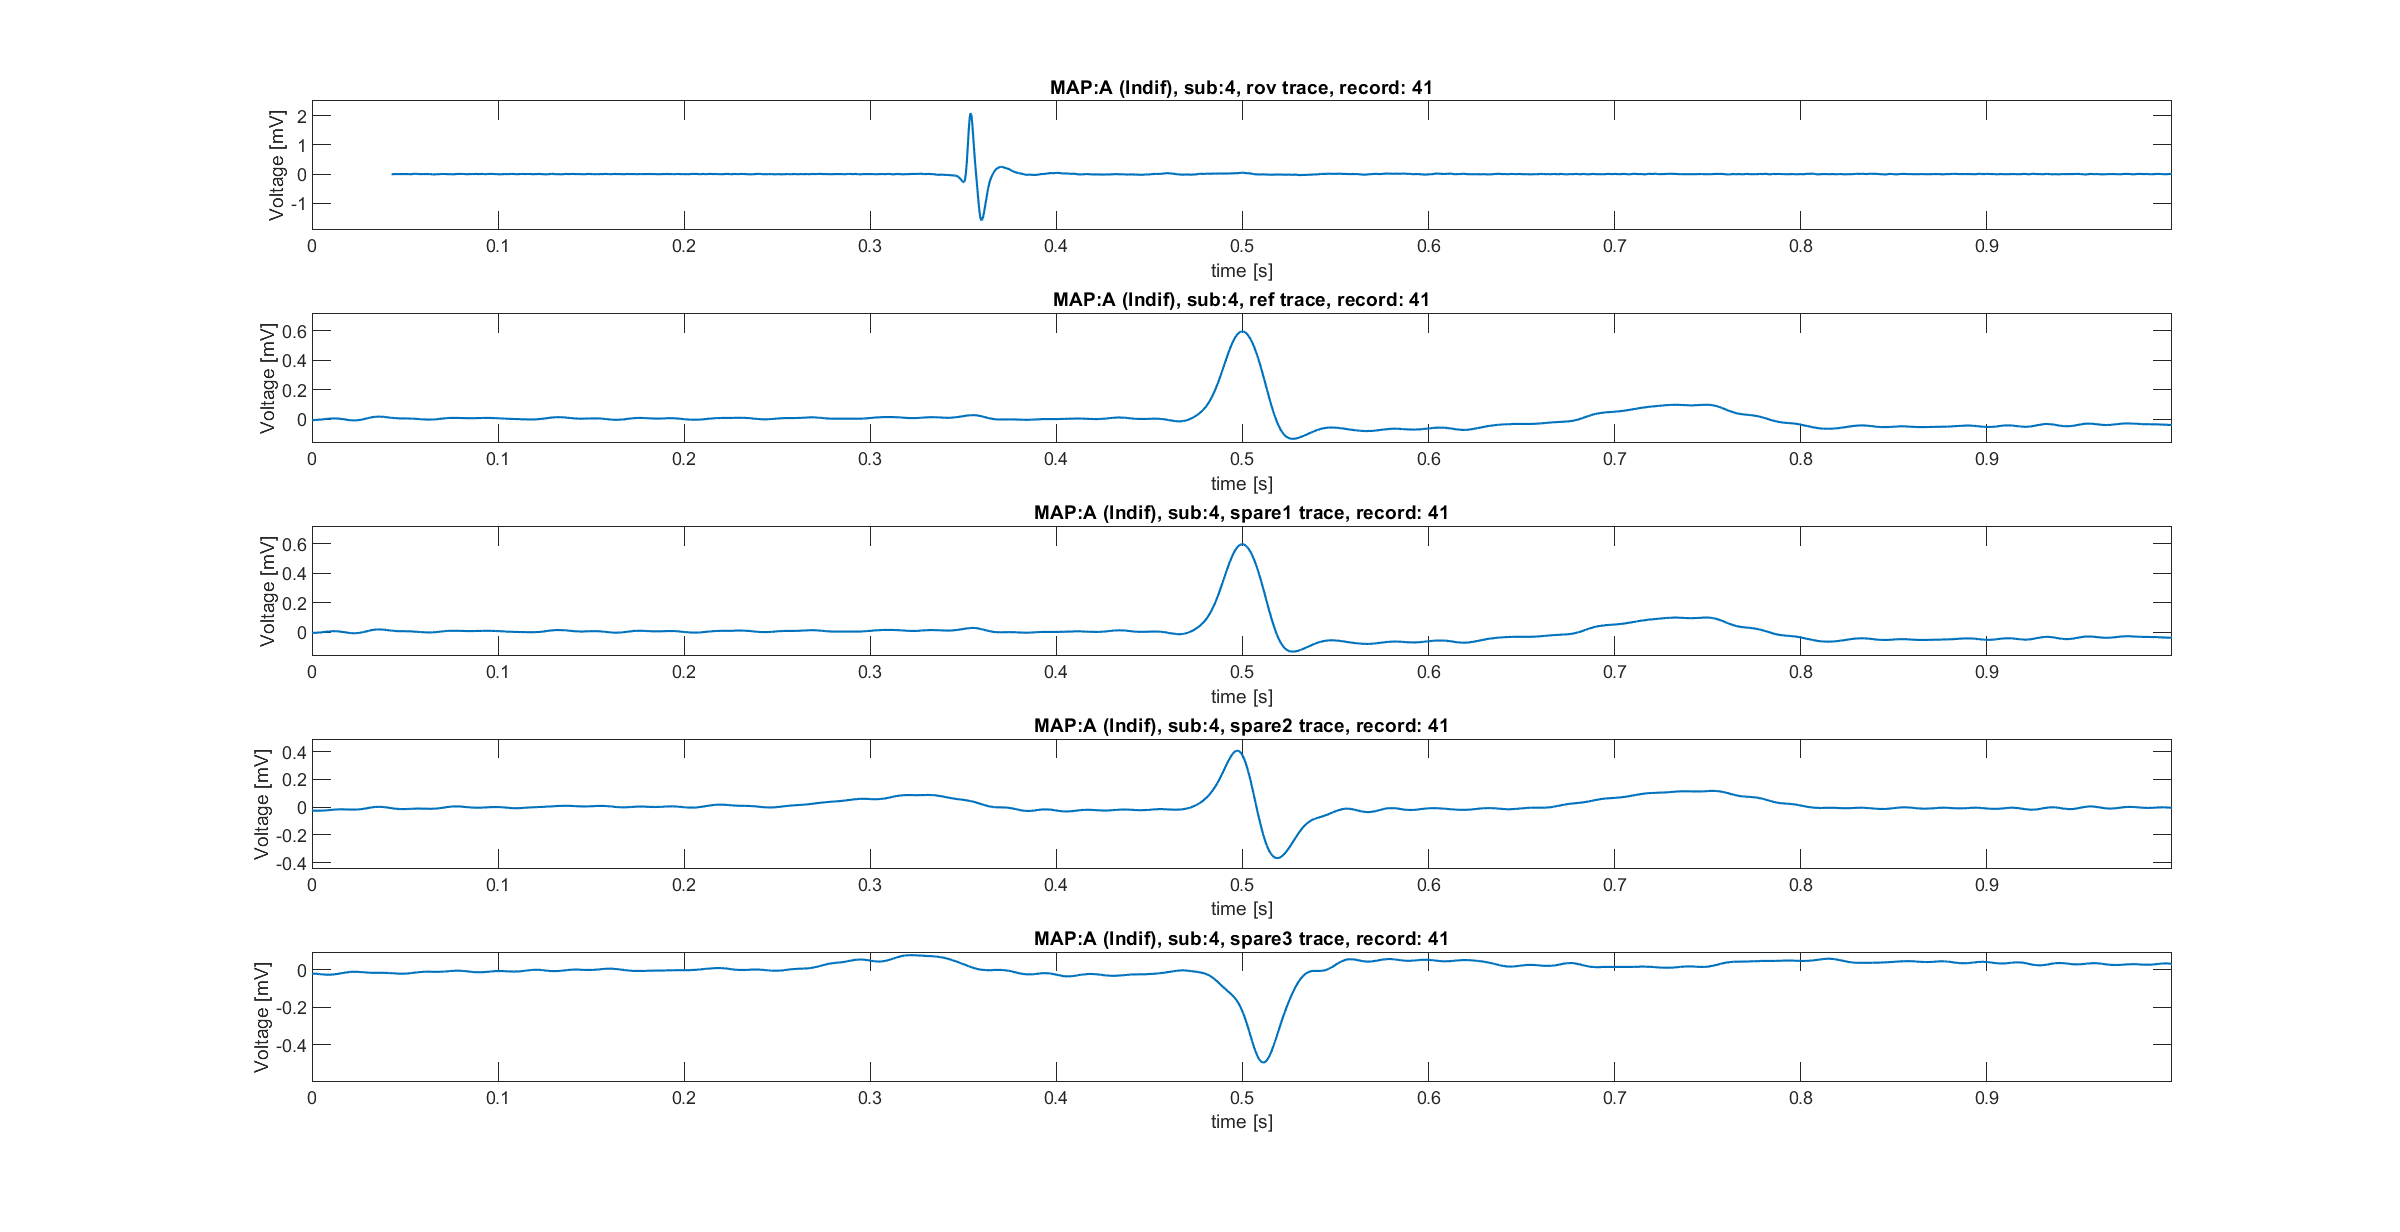 MAP:A (Indif), sub:4, rov trace, record: 41
Voltage [mV]
2
1
0
-1
0 0.1 0.2 0.3 0.4 0.5 0.6 0.7 0.8 0.9
time [s]
MAP:A (Indif), sub:4, ref trace, record: 41
Voltage [mV]
0.6
0.4
0.2
0
0 0.1 0.2 0.3 0.4 0.5 0.6 0.7 0.8 0.9
time [s]
MAP:A (Indif), sub:4, spare1 trace, record: 41
Voltage [mV]
0.6
0.4
0.2
0
0 0.1 0.2 0.3 0.4 0.5 0.6 0.7 0.8 0.9
time [s]
MAP:A (Indif), sub:4, spare2 trace, record: 41
Voltage [mV]
0.4
0.2
0
-0.2
-0.4
0 0.1 0.2 0.3 0.4 0.5 0.6 0.7 0.8 0.9
time [s]
MAP:A (Indif), sub:4, spare3 trace, record: 41
Voltage [mV]
0
-0.2
-0.4
0 0.1 0.2 0.3 0.4 0.5 0.6 0.7 0.8 0.9
time [s]